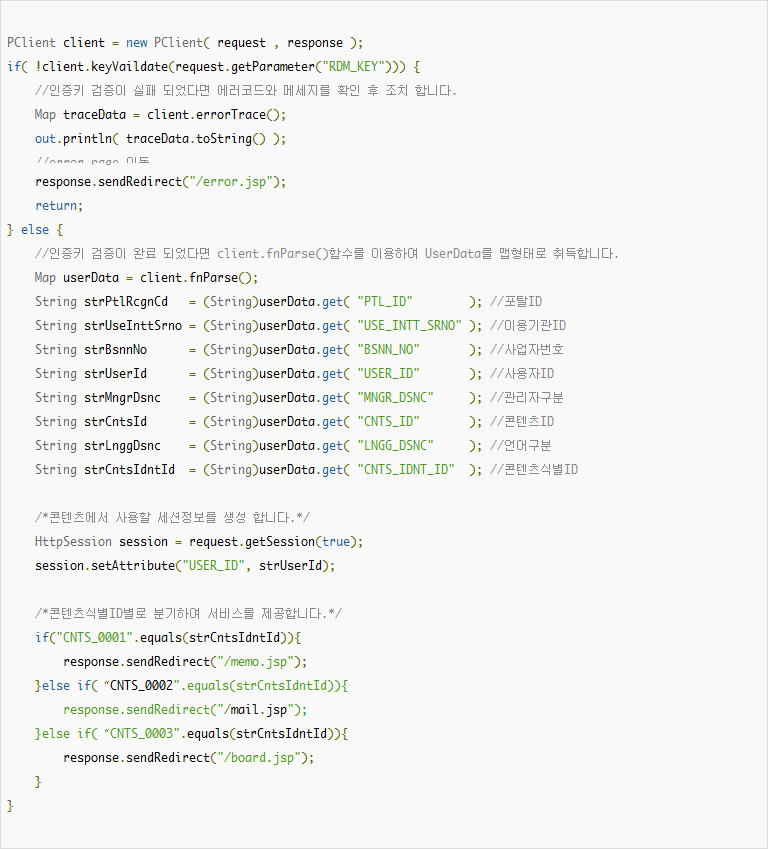 PClient client = new PClient( request , response );
if( !client.keyVaildate(request.getParameter("RDM_KEY"))) {
    //인증키 검증이 실패 되었다면 에러코드와 메세지를 확인 후 조치 합니다.
    Map traceData = client.errorTrace();
    out.println( traceData.toString() );
    //error page 이동
    response.sendRedirect("/error.jsp");
    return;
} else {
    //인증키 검증이 완료 되었다면 client.fnParse()함수를 이용하여 UserData를 맵형태로 취득합니다.
    Map userData = client.fnParse();
    String strPtlRcgnCd   = (String)userData.get( "PTL_ID"        ); //포탈ID
    String strUseInttSrno = (String)userData.get( "USE_INTT_SRNO" ); //이용기관ID
    String strBsnnNo      = (String)userData.get( "BSNN_NO"       ); //사업자번호
    String strUserId      = (String)userData.get( "USER_ID"       ); //사용자ID
    String strMngrDsnc    = (String)userData.get( "MNGR_DSNC"     ); //관리자구분
    String strCntsId      = (String)userData.get( "CNTS_ID"       ); //콘텐츠ID
    String strLnggDsnc    = (String)userData.get( "LNGG_DSNC"     ); //언어구분
    String strCntsIdntId  = (String)userData.get( "CNTS_IDNT_ID"  ); //콘텐츠식별ID
    /*콘텐츠에서 사용할 세션정보를 생성 합니다.*/
    HttpSession session = request.getSession(true);
    session.setAttribute("USER_ID", strUserId);
    /*콘텐츠식별ID별로 분기하여 서비스를 제공합니다.*/
    if("CNTS_0001".equals(strCntsIdntId)){
        response.sendRedirect("/memo.jsp");
    }else if( “CNTS_0002".equals(strCntsIdntId)){
        response.sendRedirect("/mail.jsp");
    }else if( “CNTS_0003".equals(strCntsIdntId)){
        response.sendRedirect("/board.jsp");
    }
}